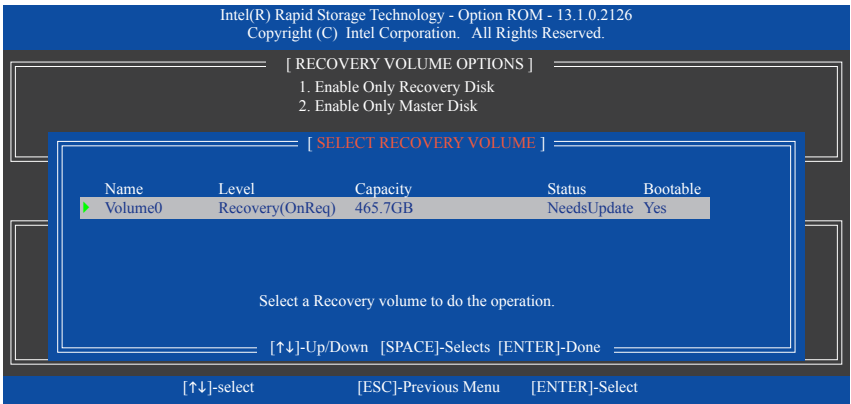 Intel(R) Rapid Storage Technology - Option ROM - 13.1.0.2126
Copyright (C) Intel Corporation. All Rights Reserved.
[ RECOVERY VOLUME OPTIONS ]
1. Enable Only Recovery Disk
2. Enable Only Master Disk
[ SELECT RECOVERY VOLUME ]
Name Level Capacity Status Bootable
Volume0 Recovery(OnReq) 465.7GB NeedsUpdate Yes
Select a Recovery volume to do the operation.
[↑↓]-Up/Down [SPACE]-Selects [ENTER]-Done
[↑↓]-select [ESC]-Previous Menu [ENTER]-Select